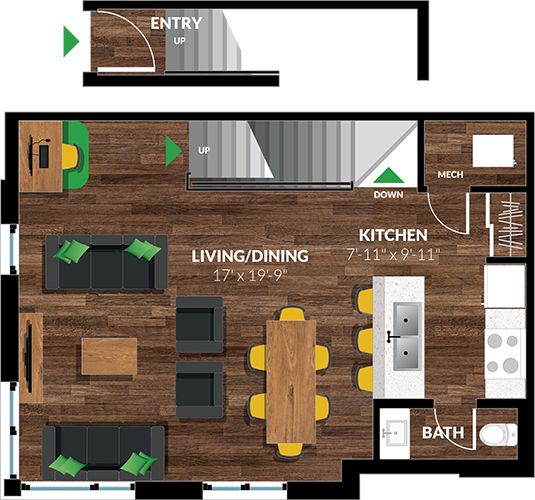 ENTRY
UP
UP
MECH
DOWN
KITCHEN
7'-11" x 9'-11"
LIVING/DINING
17' x 19'-9"
BATH